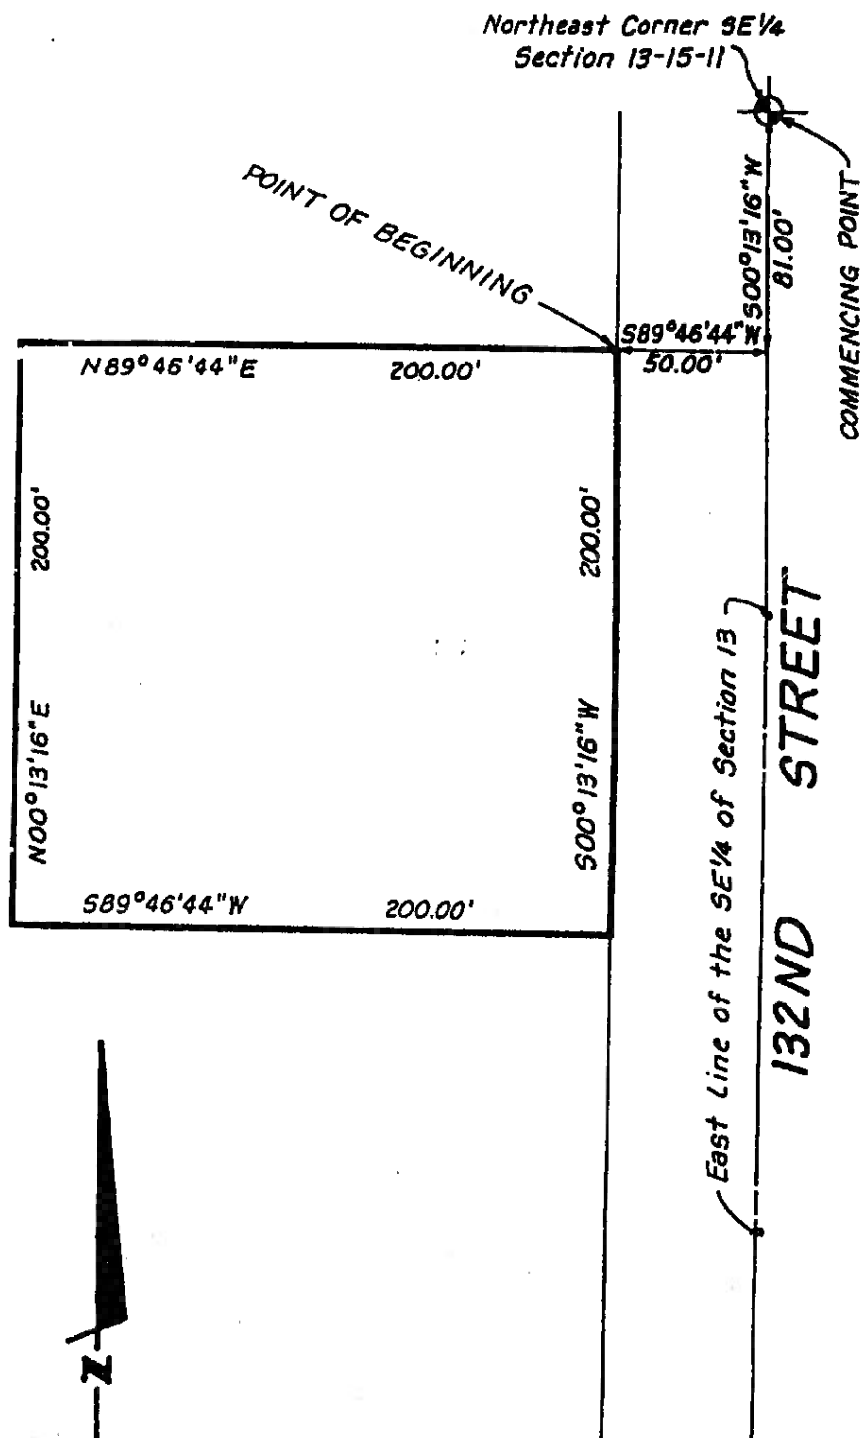 Northeast Corner SE1/4
Section 13-15-11
COMMENCING POINT
S00°13'16"W
81.00'
POINT OF BEGINNING
S89°46'44"W
50.00'
N89°46'44"E 200.00'
200.00'
N00°13'16"E
200.00'
S00°13'16"W
S89°46'44"W 200.00'
East Line of the SE1/4 of Section 13
132ND STREET
N